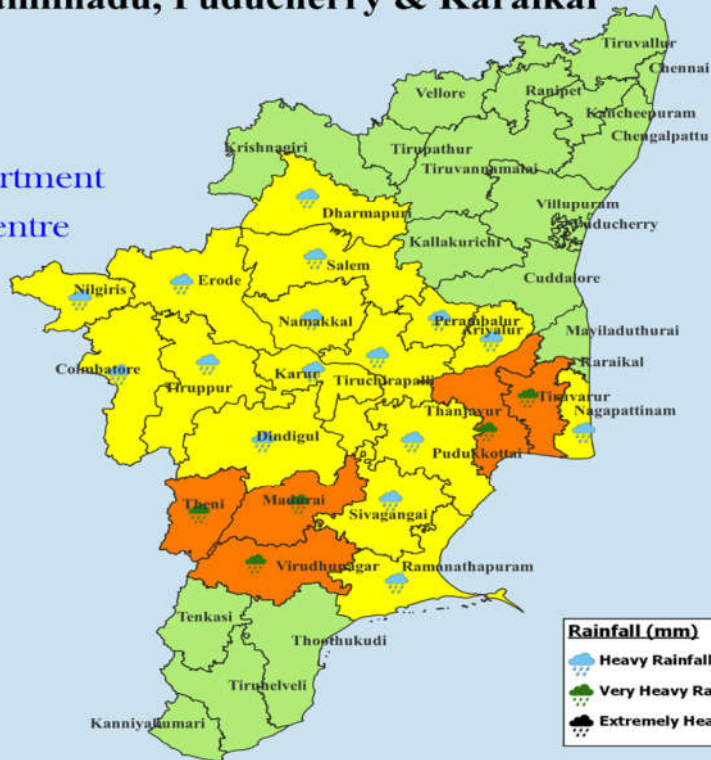 Puducherry & Karaikal
Tiruvallur
Chennai
Vellore
Ranipet
Kancheepuram
Chengalpattu
Krishnagiri
Tirupathur
Tiruvannamalai
artment
entre
Dharmapuri
Villupuram
Puducherry
Kallakurichi
Salem
Cuddalore
Nilgiris
Erode
Namakkal
Perambalur
Ariyalur
Mayiladuthurai
Karaikal
Coimbatore
Tiruppur
Karur
Tiruchirapalli
Tiruvarur
Thanjavur
Nagapattinam
Dindigul
Pudukkottai
Theni
Madurai
Sivagangai
Virudhunagar
Ramanathapuram
Tenkasi
Thoothukudi
Tirunelveli
Kanniyakumari
Rainfall (mm)
Heavy Rainfall
Very Heavy Ra
Extremely Hea